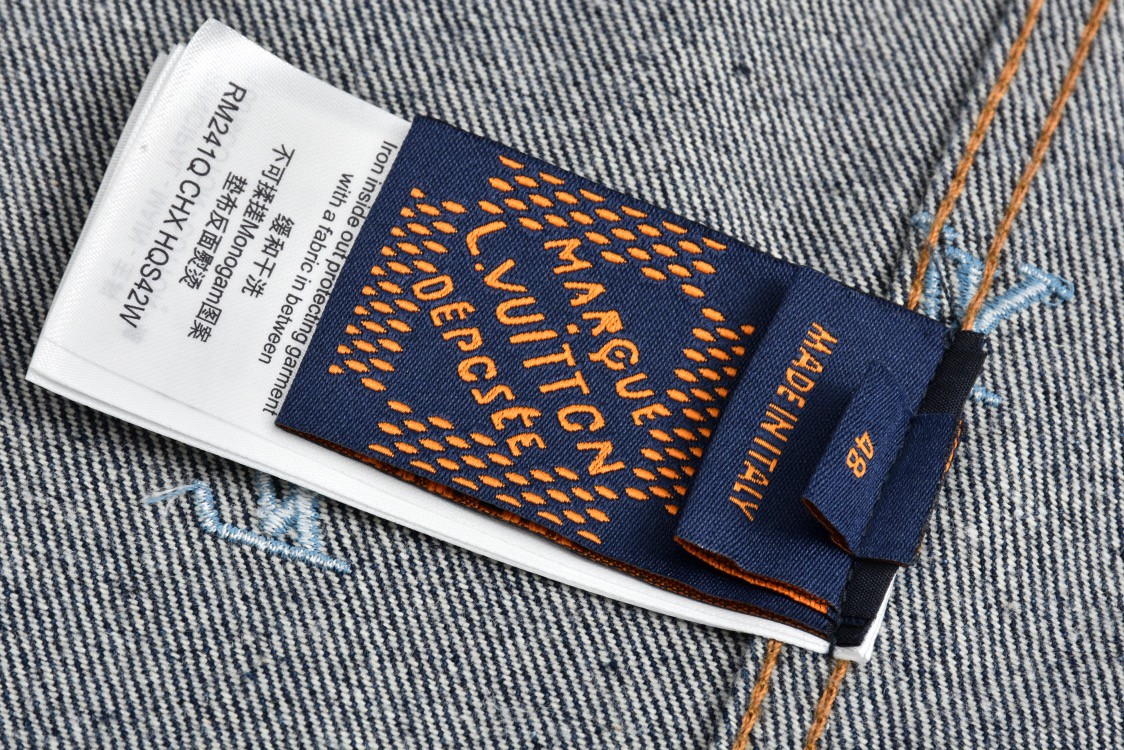 Iron inside out protecting garment
with a fabric in between
缓和干洗
不可揉搓Monogram图案
垫布反面熨烫
RM241Q CHX HQS42W
MARQUE
L.VUITTON
DEPOSÉE
MADE IN ITALY
48